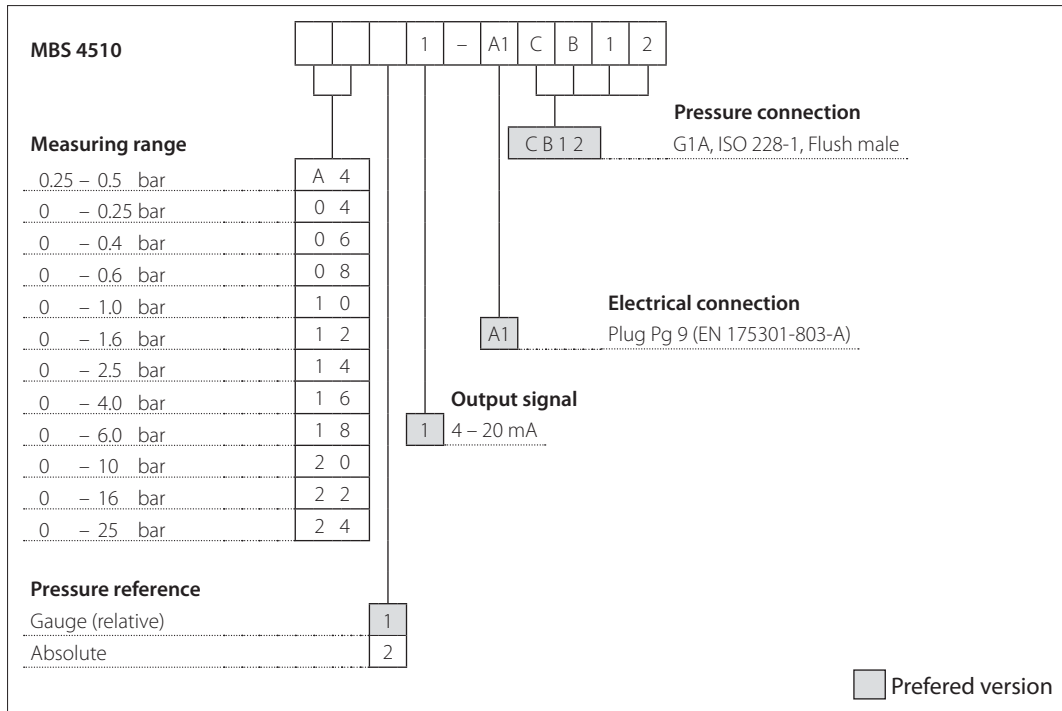 MBS 4510 1 – A1 C B 1 2
Pressure connection
C B 1 2 G1A, ISO 228-1, Flush male
Measuring range
0.25 – 0.5 bar A 4
0 – 0.25 bar 0 4
0 – 0.4 bar 0 6
0 – 0.6 bar 0 8
0 – 1.0 bar 1 0
0 – 1.6 bar 1 2
0 – 2.5 bar 1 4
0 – 4.0 bar 1 6
0 – 6.0 bar 1 8
0 – 10 bar 2 0
0 – 16 bar 2 2
0 – 25 bar 2 4
Electrical connection
A1 Plug Pg 9 (EN 175301-803-A)
Output signal
1 4 – 20 mA
Pressure reference
Gauge (relative) 1
Absolute 2
Prefered version